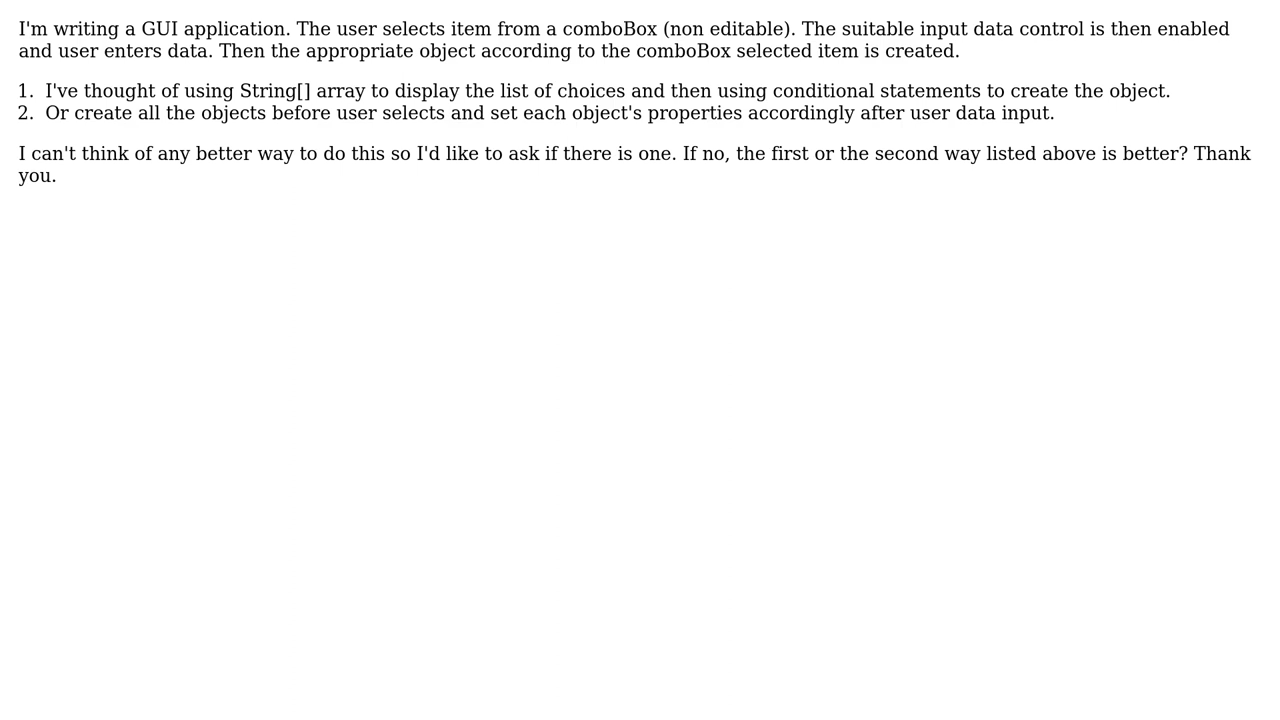 I'm writing a GUI application. The user selects item from a comboBox (non editable). The suitable input data control is then enabled
and user enters data. Then the appropriate object according to the comboBox selected item is created.
1. I've thought of using String[] array to display the list of choices and then using conditional statements to create the object.
2. Or create all the objects before user selects and set each object's properties accordingly after user data input.
I can't think of any better way to do this so I'd like to ask if there is one. If no, the first or the second way listed above is better? Thank
you.